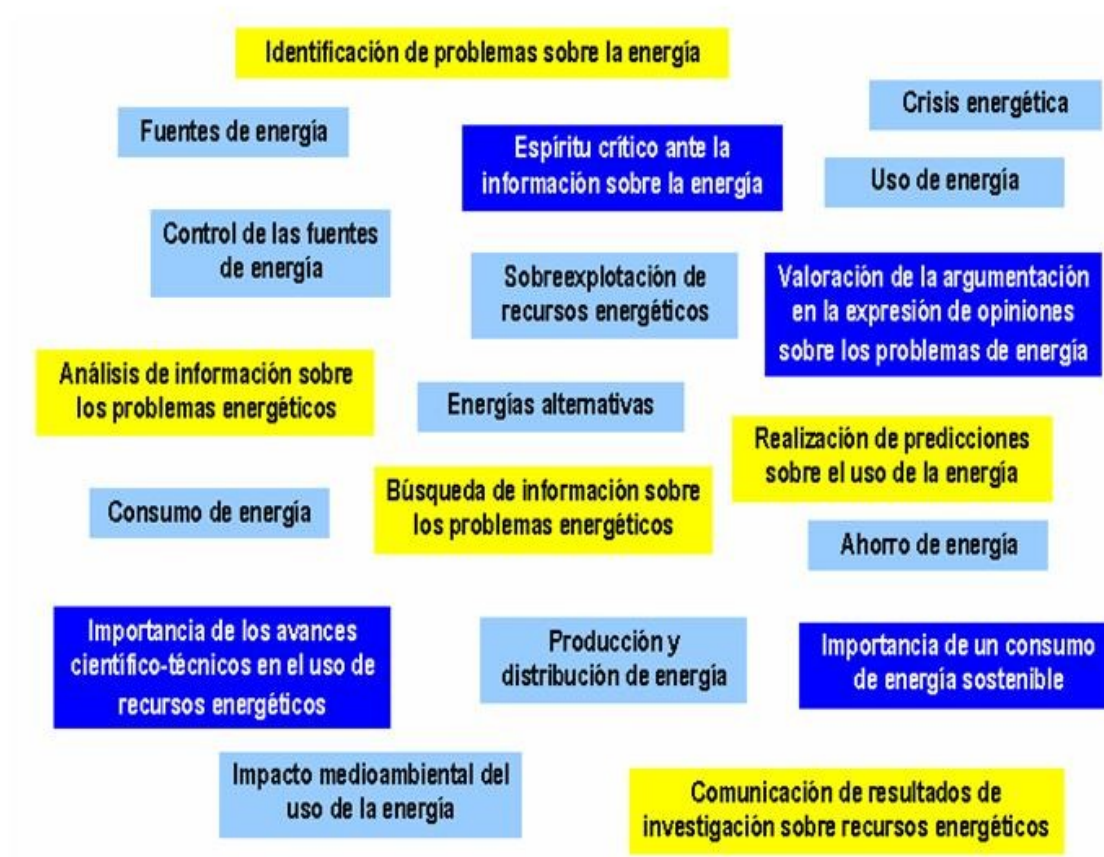 Identificación de problemas sobre la energía
Fuentes de energía
Crisis energética
Espíritu crítico ante la
información sobre la energía
Uso de energía
Control de las fuentes
de energía
Sobreexplotación de
recursos energéticos
Valoración de la argumentación
en la expresión de opiniones
sobre los problemas de energía
Análisis de información sobre
los problemas energéticos
Energías alternativas
Realización de predicciones
sobre el uso de la energía
Búsqueda de información sobre
los problemas energéticos
Consumo de energía
Ahorro de energía
Importancia de los avances
científico-técnicos en el uso de
recursos energéticos
Producción y
distribución de energía
Importancia de un consumo
de energía sostenible
Impacto medioambiental del
uso de la energía
Comunicación de resultados de
investigación sobre recursos energéticos